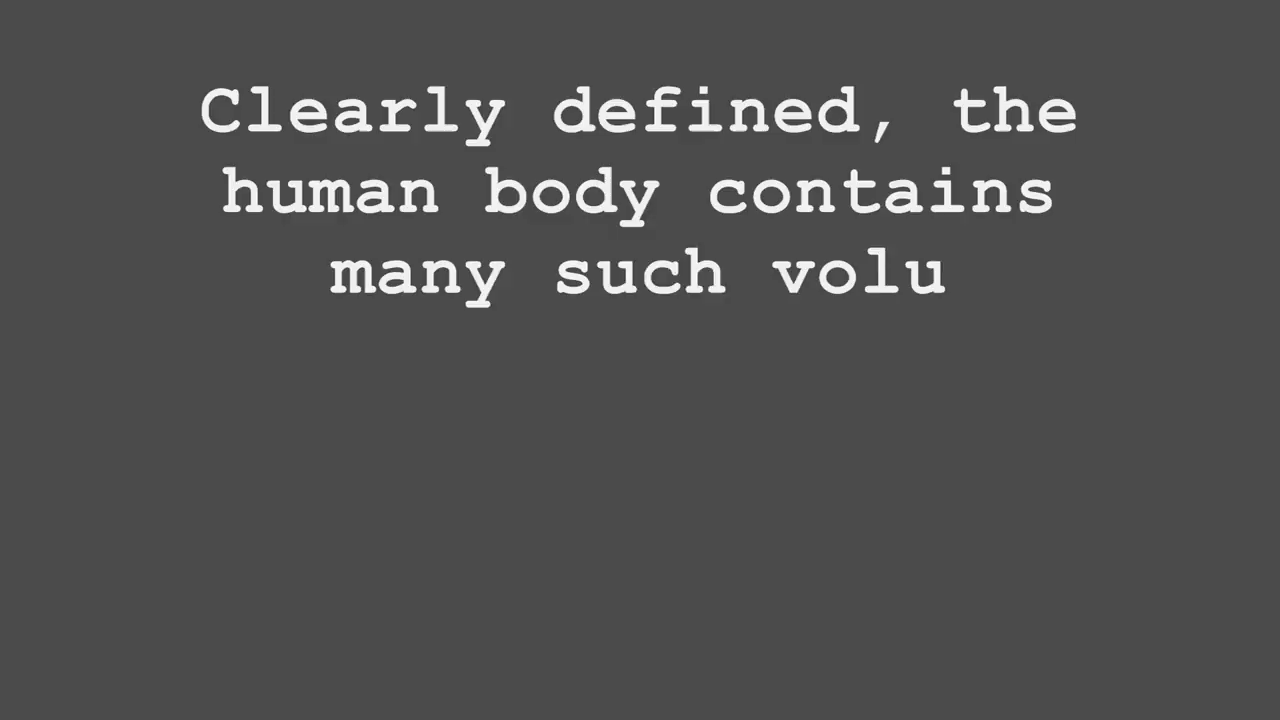 Clearly defined, the
human body contains
many such volu